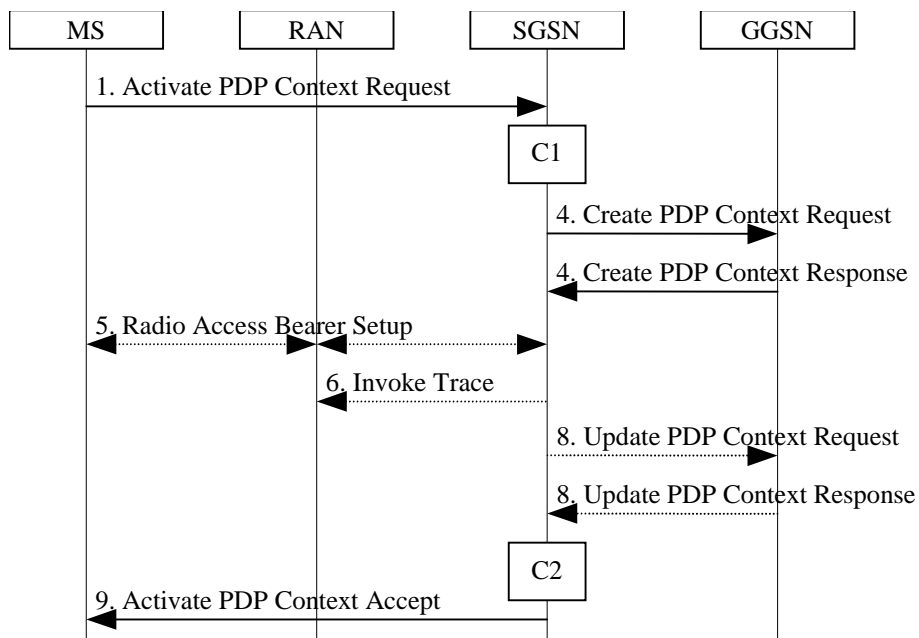 MS
RAN
SGSN
GGSN
1. Activate PDP Context Request
C1
4. Create PDP Context Request
4. Create PDP Context Response
5. Radio Access Bearer Setup
6. Invoke Trace
8. Update PDP Context Request
8. Update PDP Context Response
C2
9. Activate PDP Context Accept